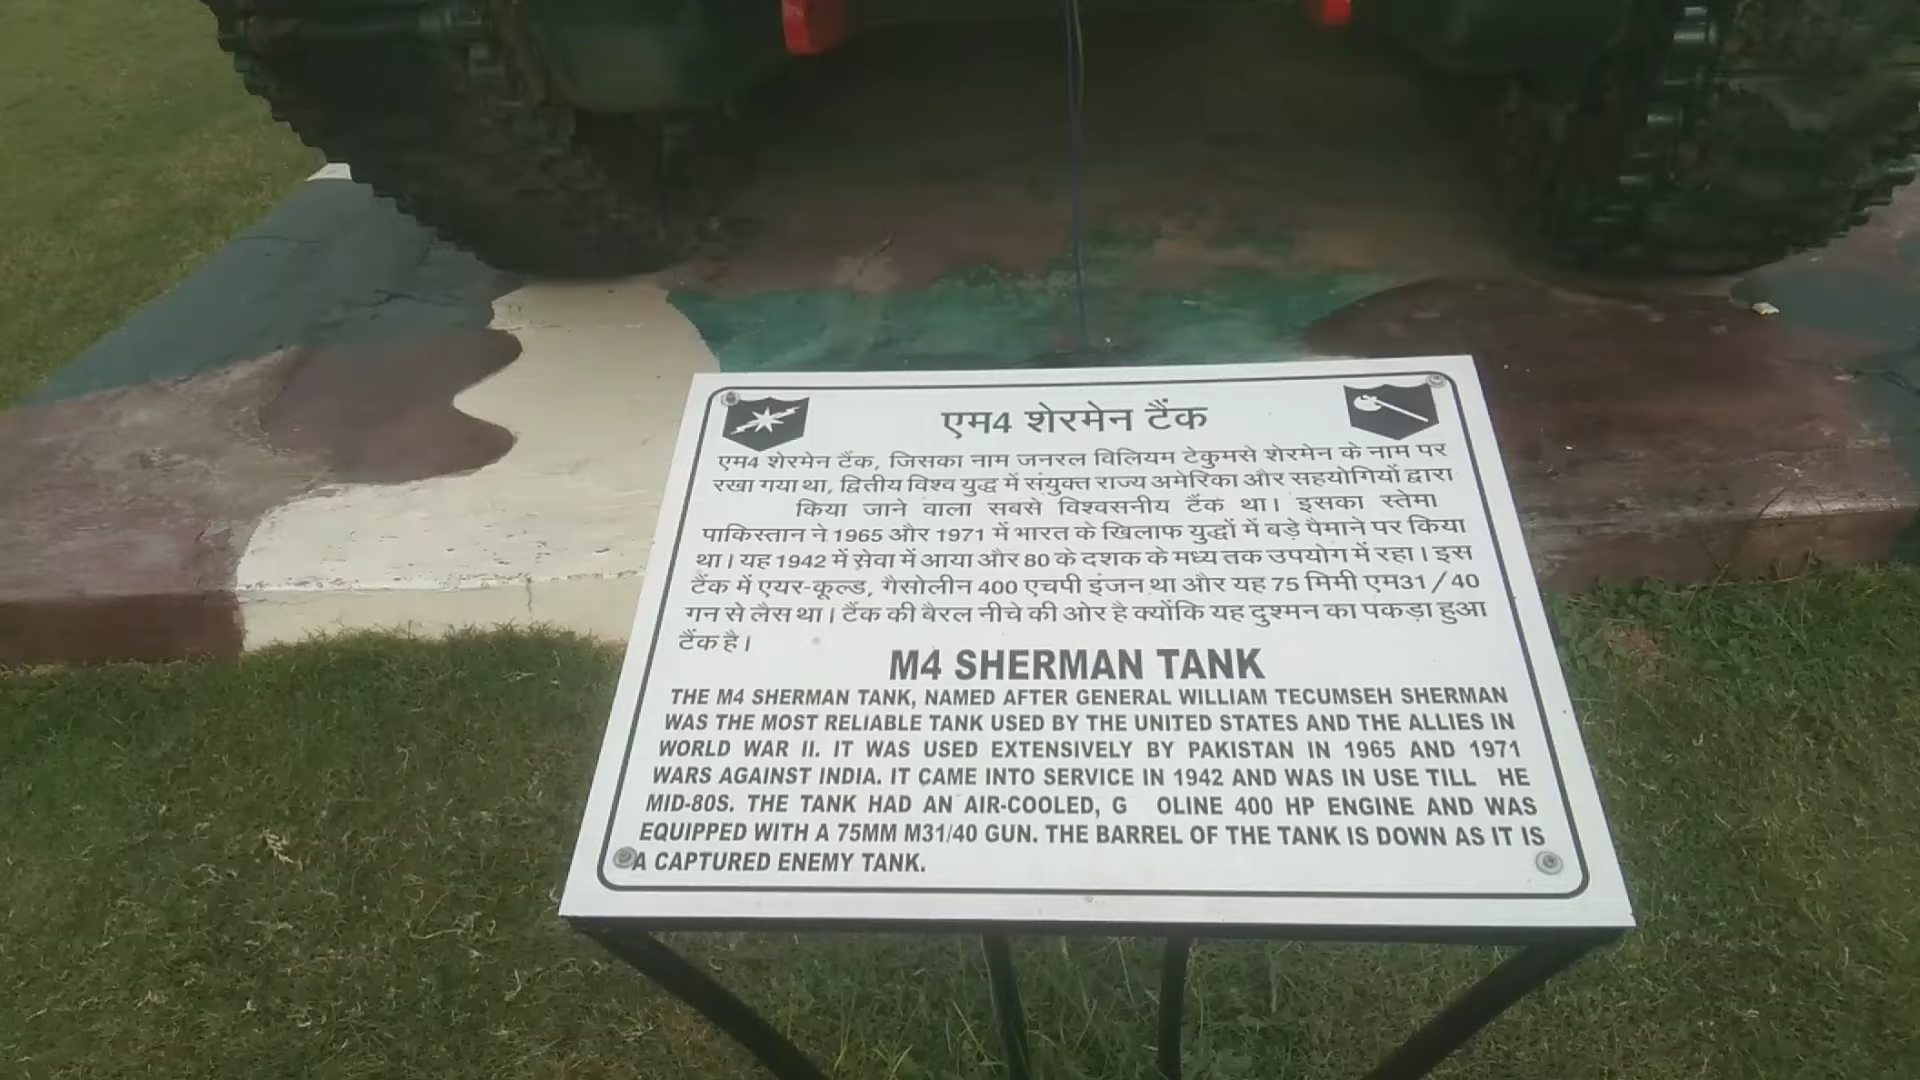 एम4 शेरमेन टैंक
एम4 शेरमेन टैंक, जिसका नाम जनरल विलियम टेकुमसे शेरमेन के नाम पर
रखा गया था, द्वितीय विश्व युद्ध में संयुक्त राज्य अमेरिका और सहयोगियों द्वारा
किया जाने वाला सबसे विश्वसनीय टैंक था। इसका स्तेमा
पाकिस्तान ने 1965 और 1971 में भारत के खिलाफ युद्धों में बड़े पैमाने पर किया
था। यह 1942 में सेवा में आया और 80 के दशक के मध्य तक उपयोग में रहा। इस
टैंक में एयर-कूल्ड, गैसोलीन 400 एचपी इंजन था और यह 75 मिमी एम31/40
गन से लैस था। टैंक की बैरल नीचे की ओर है क्योंकि यह दुश्मन का पकड़ा हुआ
टैंक है।
M4 SHERMAN TANK
THE M4 SHERMAN TANK, NAMED AFTER GENERAL WILLIAM TECUMSEH SHERMAN
WAS THE MOST RELIABLE TANK USED BY THE UNITED STATES AND THE ALLIES IN
WORLD WAR II. IT WAS USED EXTENSIVELY BY PAKISTAN IN 1965 AND 1971
WARS AGAINST INDIA. IT CAME INTO SERVICE IN 1942 AND WAS IN USE TILL HE
MID-80S. THE TANK HAD AN AIR-COOLED, G OLINE 400 HP ENGINE AND WAS
EQUIPPED WITH A 75MM M31/40 GUN. THE BARREL OF THE TANK IS DOWN AS IT IS
A CAPTURED ENEMY TANK.